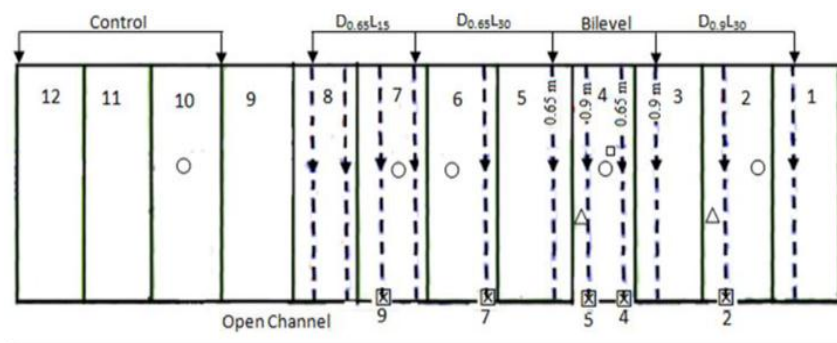 Control D0.65L15 D0.65L30 Bilevel D0.9L30
12 11 10 9 8 7 6 5 4 3 2 1
0.65 m 0.9 m 0.65 m 0.9 m
Open Channel 9 7 5 4 2